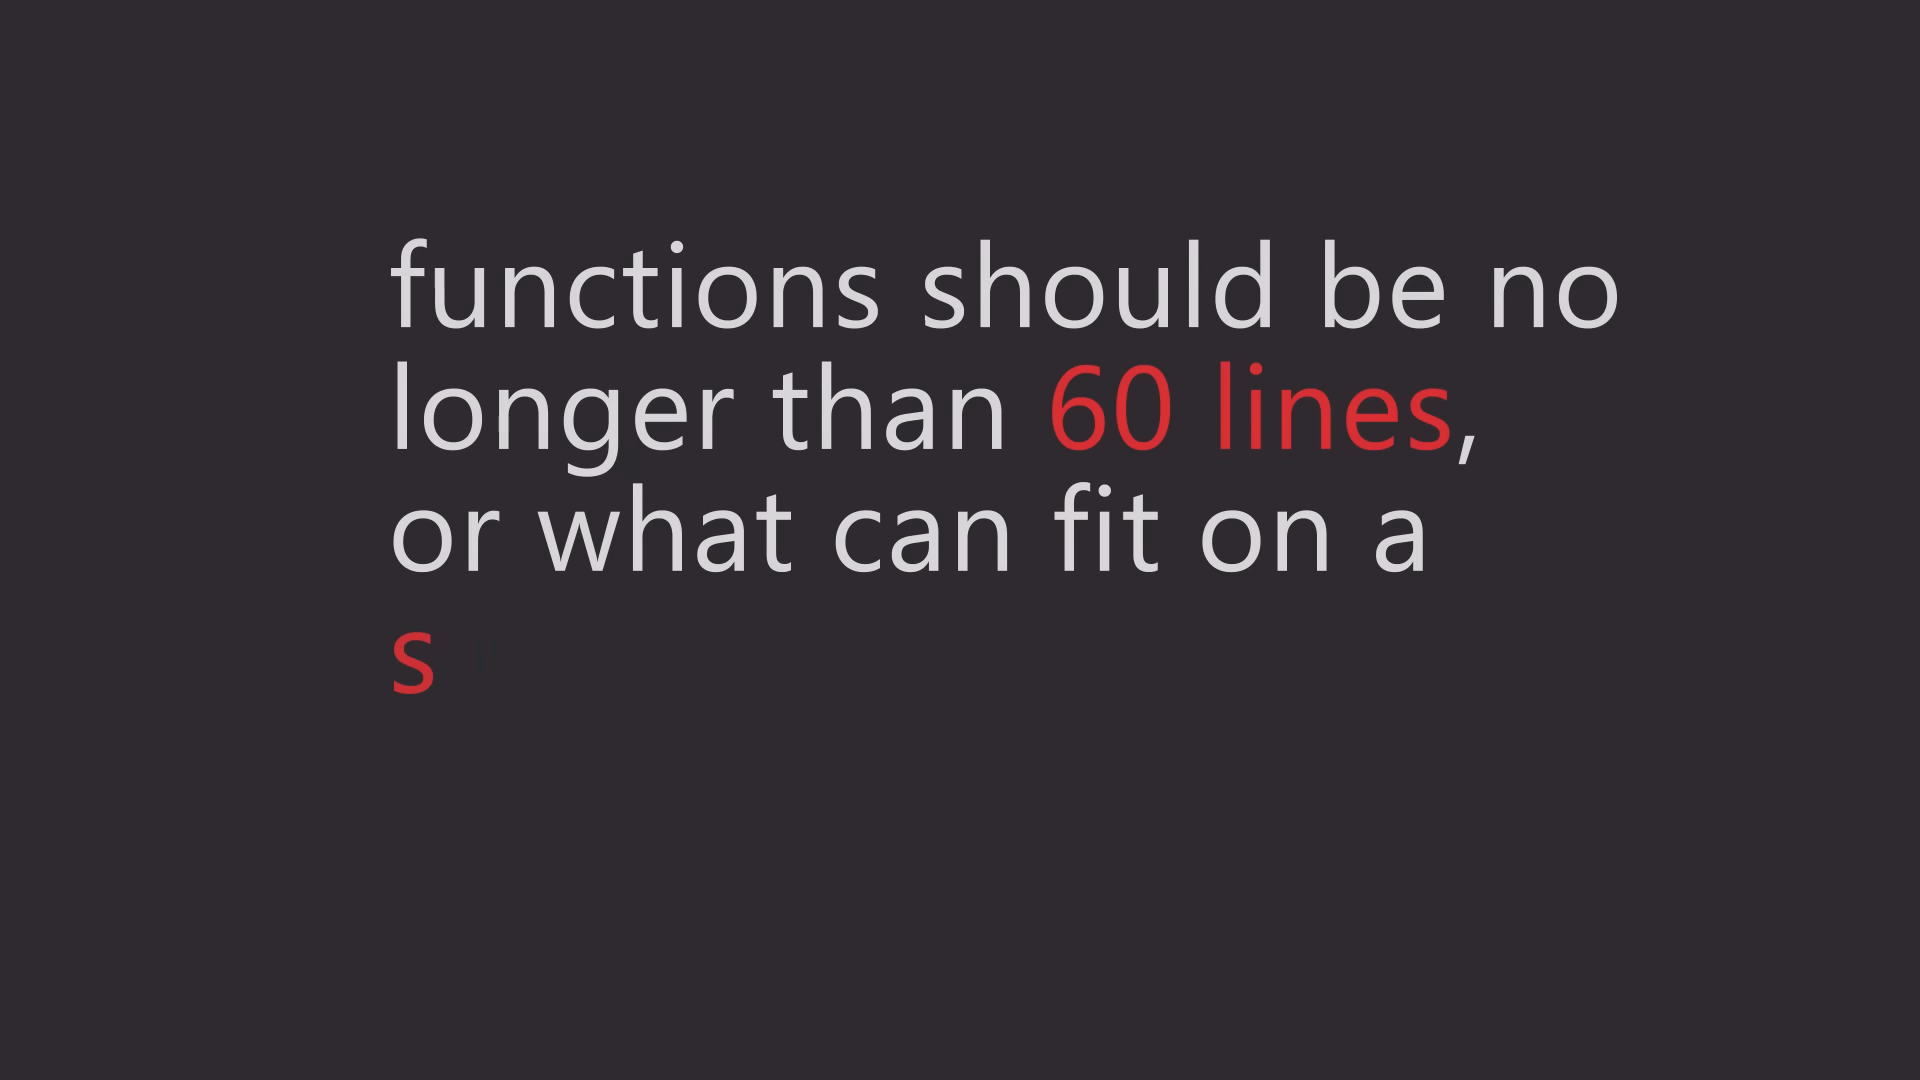 functions should be no
longer than 60 lines,
or what can fit on a
s